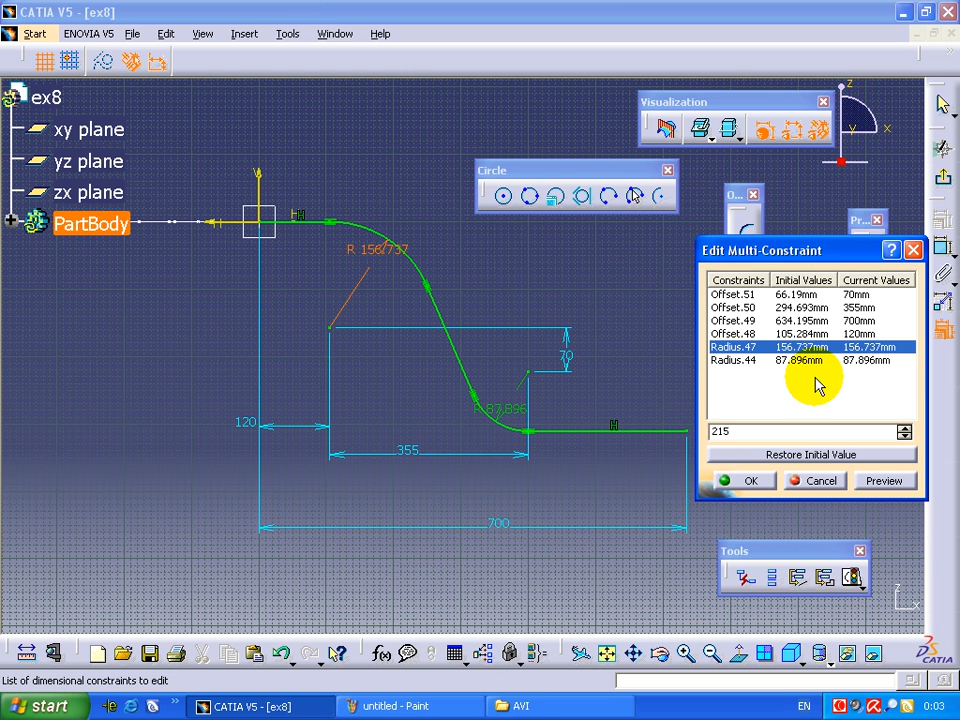 CATIA V5 - [ex8]
Start ENOVIA V5 File Edit View Insert Tools Window Help
ex8
xy plane
yz plane
zx plane
PartBody
Visualization
z
y
x
Circle
V
H
H
R 156,737
70
R 87,896
H
120
355
700
O...
Pr...
Edit Multi-Constraint
Constraints Initial Values Current Values
Offset.51 66.19mm 70mm
Offset.50 294.693mm 355mm
Offset.49 634.195mm 700mm
Offset.48 105.284mm 120mm
Radius.47 156.737mm 156.737mm
Radius.44 87.896mm 87.896mm
215
Restore Initial Value
OK Cancel Preview
Tools
z
x
f(x)
CATIA
List of dimensional constraints to edit
start CATIA V5 - [ex8] untitled - Paint AVI EN 0:03